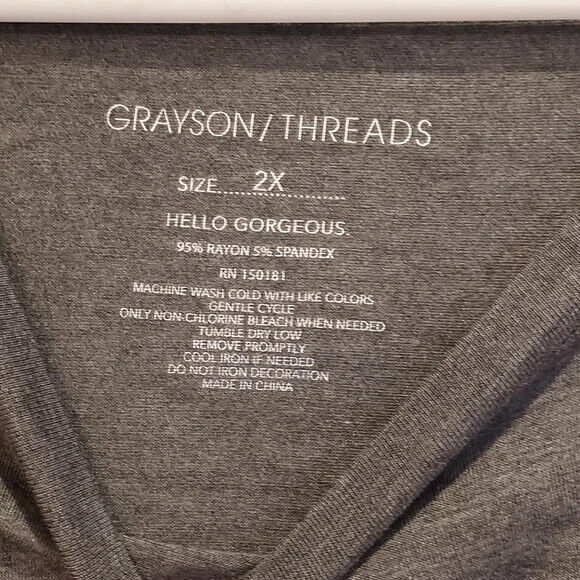 GRAYSON/THREADS
SIZE......2X..............
HELLO GORGEOUS.
95% RAYON 5% SPANDEX
RN 150181
MACHINE WASH COLD WITH LIKE COLORS
GENTLE CYCLE
ONLY NON-CHLORINE BLEACH WHEN NEEDED
TUMBLE DRY LOW
REMOVE PROMPTLY
COOL IRON IF NEEDED
DO NOT IRON DECORATION
MADE IN CHINA